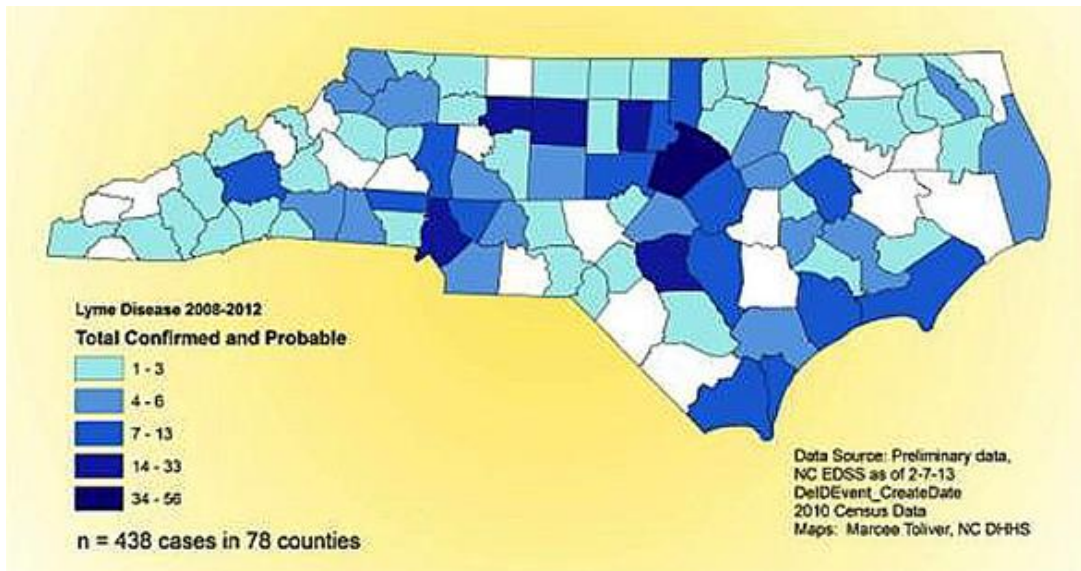 Lyme Disease 2008-2012
Total Confirmed and Probable
1 - 3
4 - 6
7 - 13
14 - 33
34 - 56
n = 438 cases in 78 counties
Data Source: Preliminary data,
NC EDSS as of 2-7-13
DeIDEvent_CreateDate
2010 Census Data
Maps: Marcee Toliver, NC DHHS